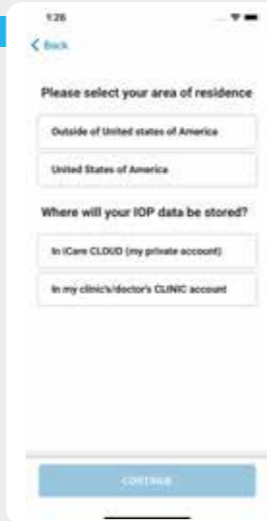 1:26
Back
Please select your area of residence
Outside of United states of America
United States of America
Where will your IOP data be stored?
In iCare CLOUD (my private account)
In my clinic's/doctor's CLINIC account
CONTINUE